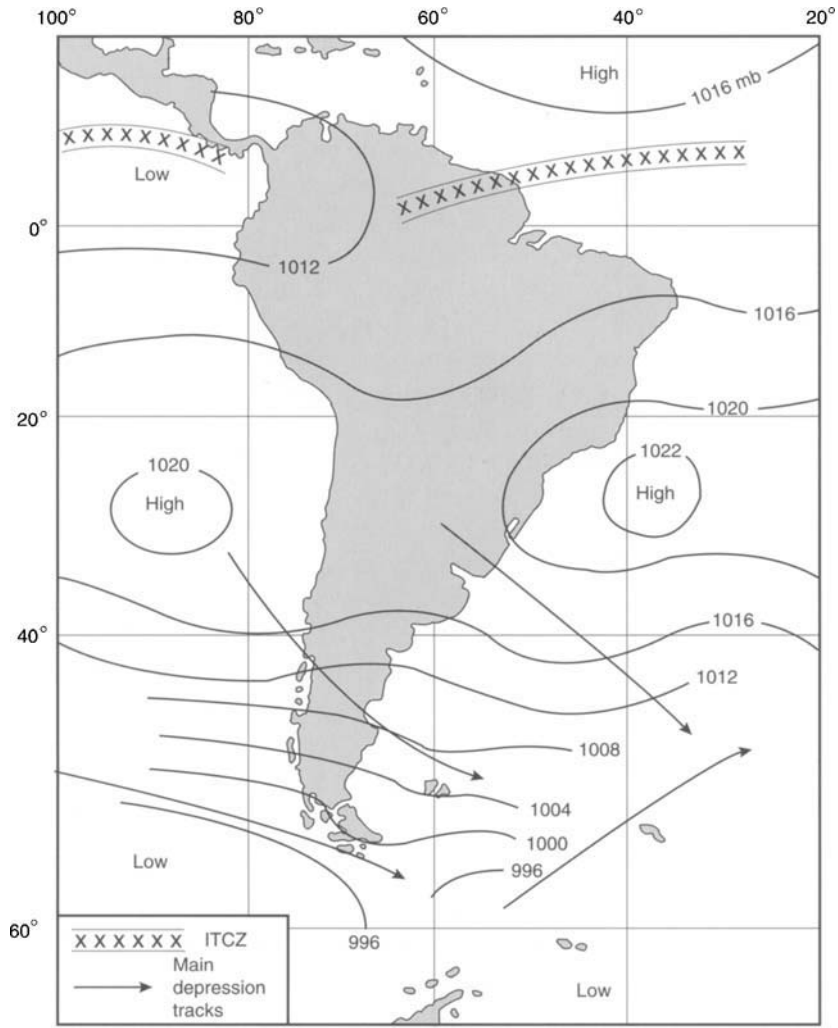 100° 80° 60° 40° 20°
High
1016 mb
X X X X X X X X X
Low
X X X X X X X X X X X X X X X X X
0°
1012
1016
20°
1020
1020
1022
High
High
40°
1016
1012
1008
1004
1000
Low
996
60°
996
X X X X X X ITCZ
Main
depression
tracks
Low